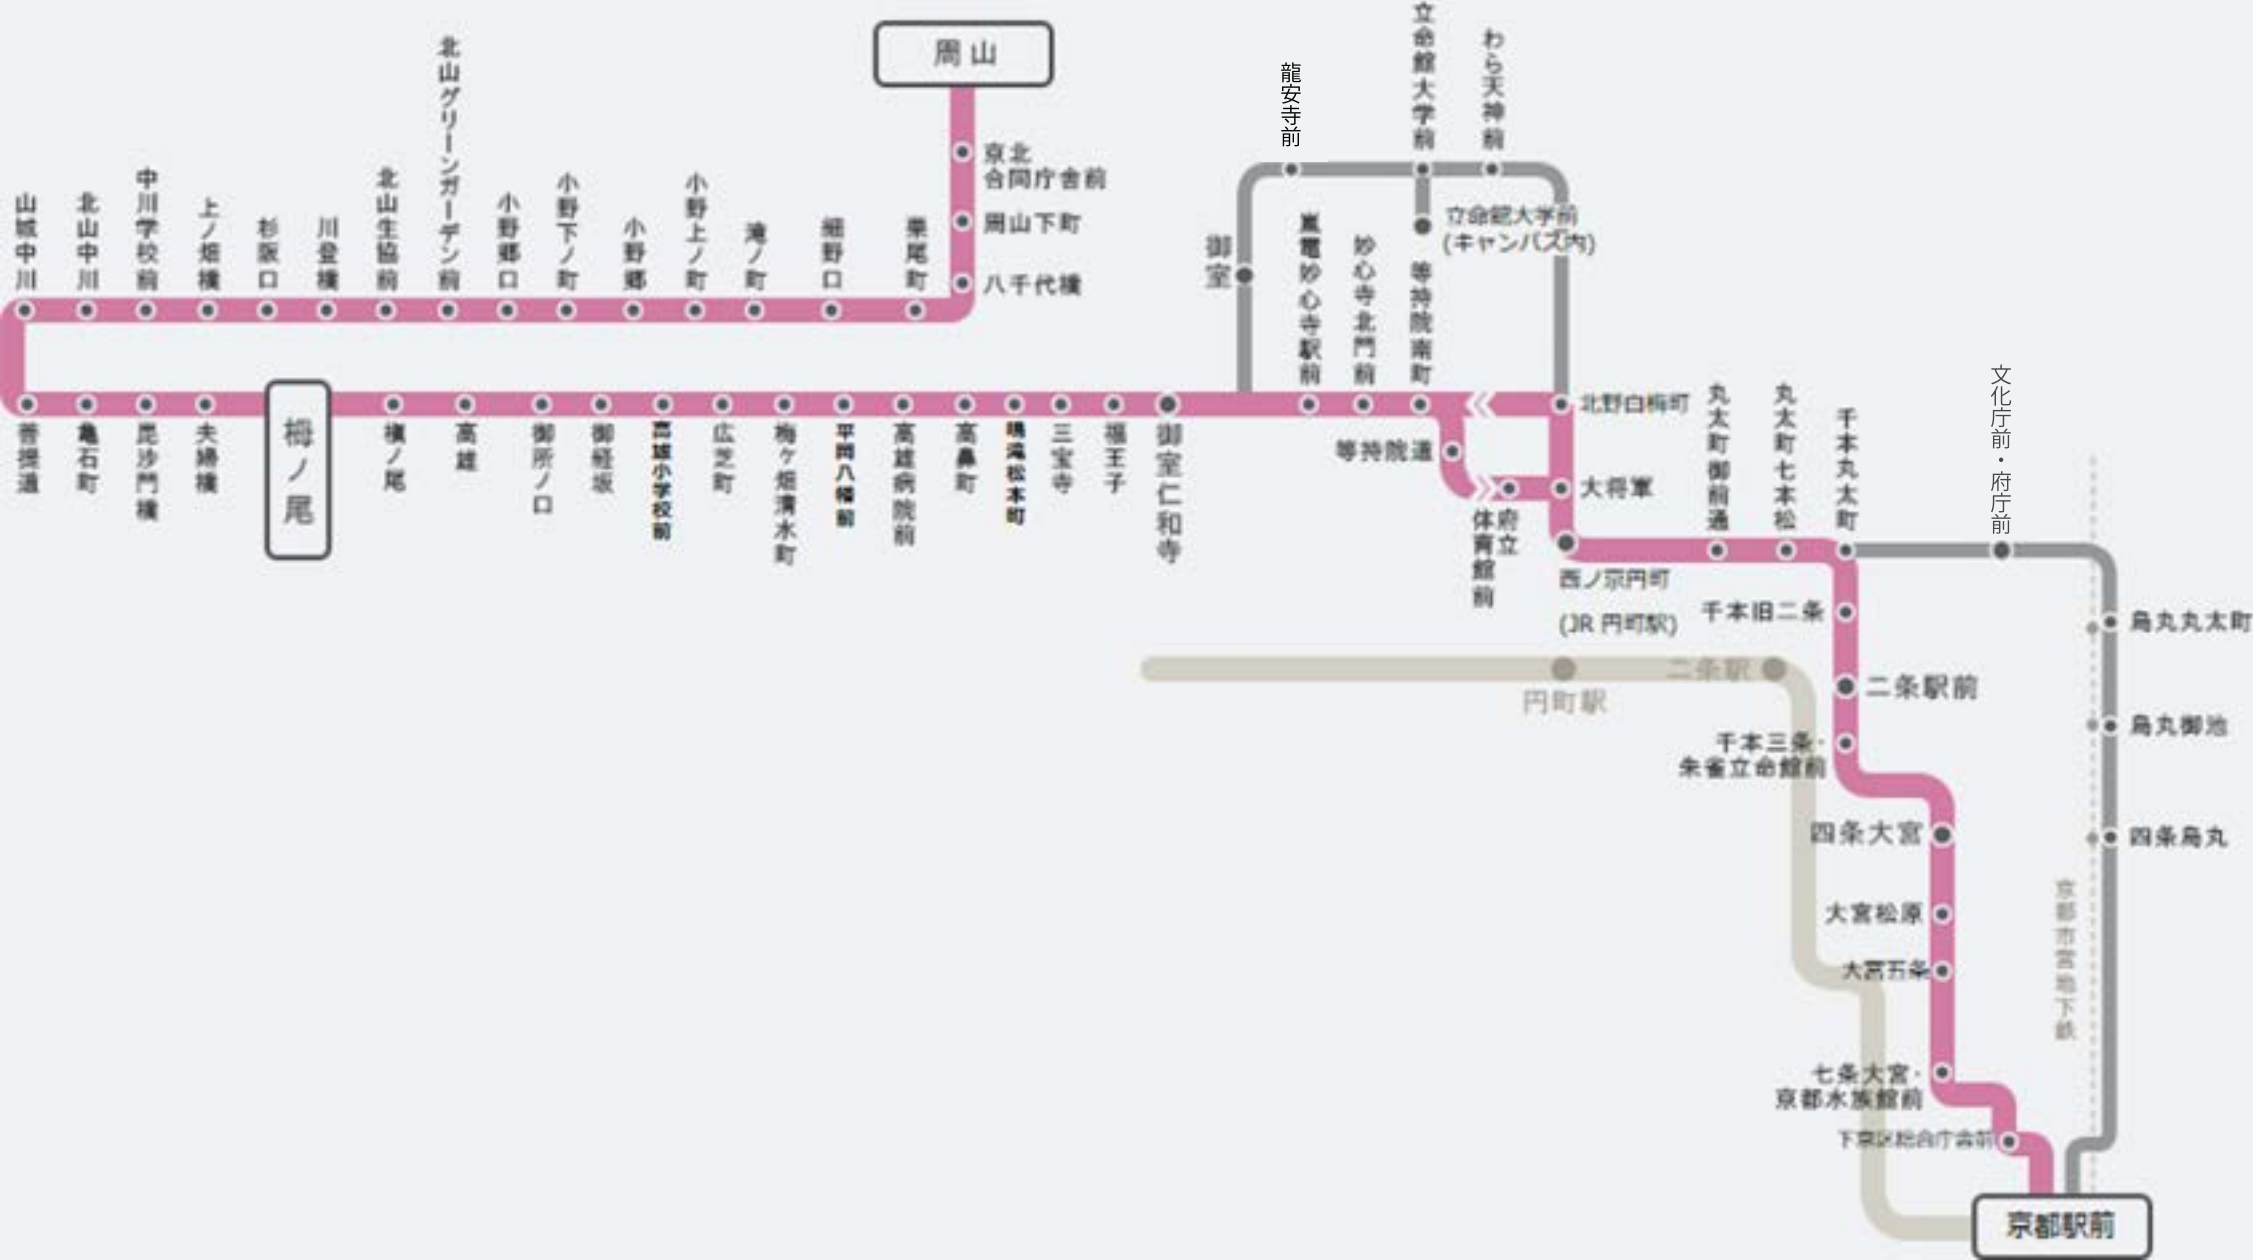 周山
京北
合同庁舎前
周山下町
八千代橋
栗尾町
細野口
滝ノ町
小野上ノ町
小野郷
小野下ノ町
小野郷口
北山グリーンガーデン前
北山生協前
川登橋
杉阪口
上ノ畑橋
中川学校前
北山中川
山城中川
菩提道
亀石町
毘沙門橋
夫婦橋
栂ノ尾
槇ノ尾
高雄
御所ノ口
御経坂
高雄小学校前
広芝町
梅ヶ畑清水町
平岡八幡前
高雄病院前
高鼻町
鳴滝松本町
三宝寺
福王子
御室仁和寺
御室
龍安寺前
立命館大学前
わら天神前
立命館大学前
(キャンパス内)
嵐電妙心寺駅前
妙心寺北門前
等持院南町
等持院道
府立
体育館前
北野白梅町
大将軍
西ノ京円町
(JR 円町駅)
丸太町御前通
丸太町七本松
千本丸太町
文化庁前・府庁前
烏丸丸太町
烏丸御池
四条烏丸
京都市営地下鉄
千本旧二条
二条駅前
二条駅
円町駅
千本三条·
朱雀立命館前
四条大宮
大宮松原
大宮五条
七条大宮·
京都水族館前
下京区総合庁舎前
京都駅前